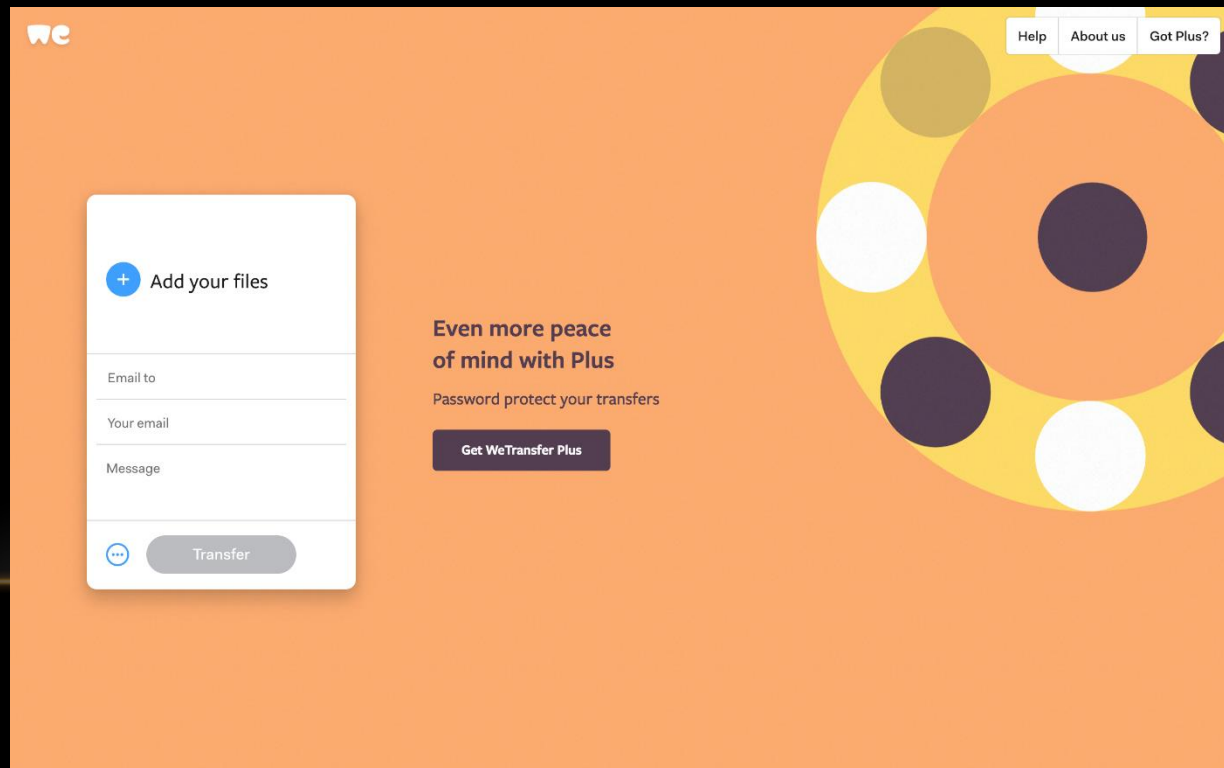 we
Help
About us
Got Plus?
Add your files
Email to
Your email
Message
Transfer
Even more peace
of mind with Plus
Password protect your transfers
Get WeTransfer Plus